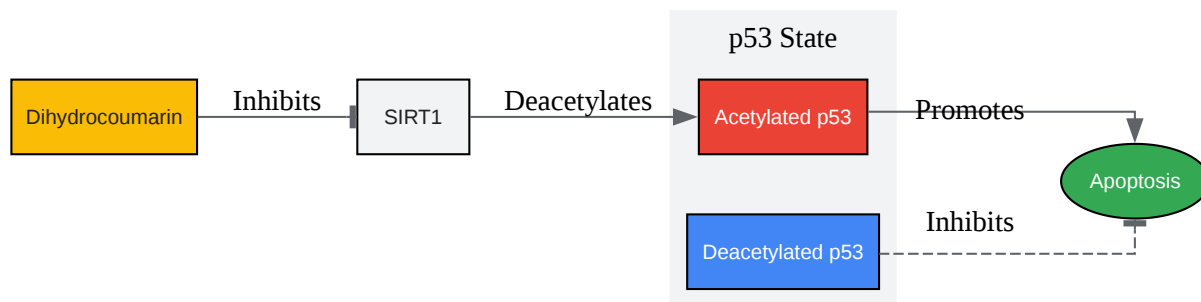 p53 State
Dihydrocoumarin
Inhibits
SIRT1
Deacetylates
Acetylated p53
Promotes
Apoptosis
Deacetylated p53
Inhibits